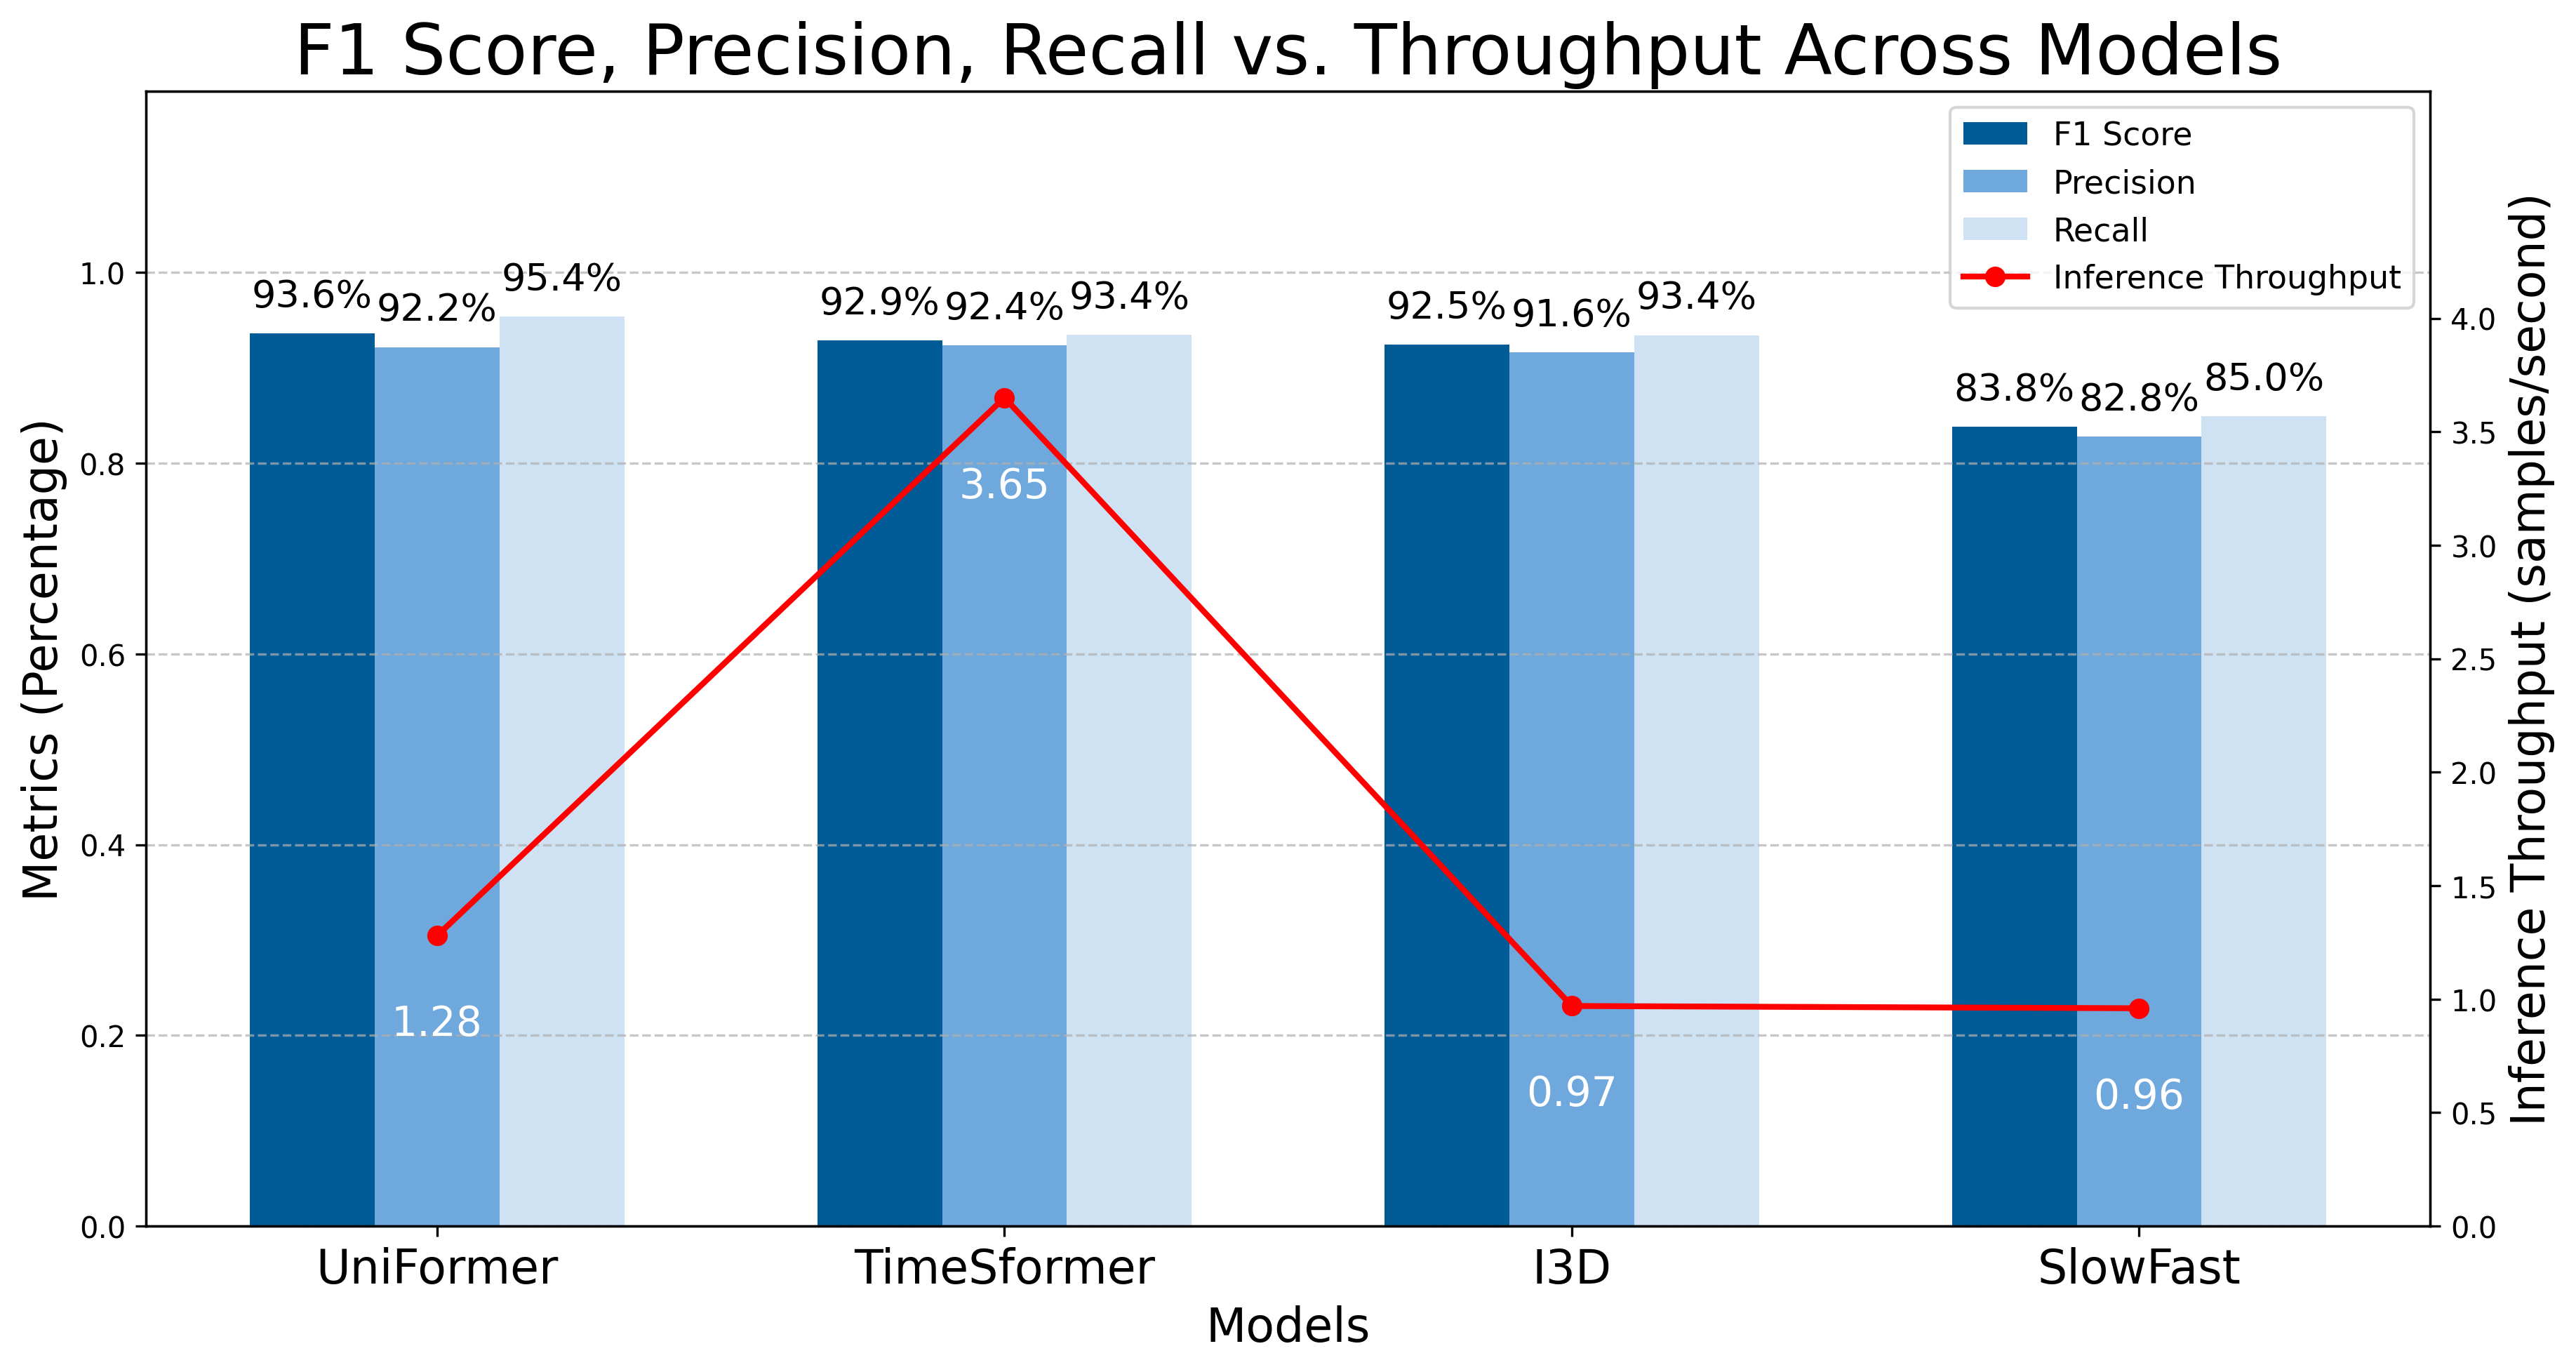 F1 Score, Precision, Recall vs. Throughput Across Models
F1 Score
Precision
Recall
Inference Throughput
Metrics (Percentage)
1.0
0.8
0.6
0.4
0.2
0.0
93.6%
92.2%
95.4%
92.9%
92.4%
93.4%
92.5%
91.6%
93.4%
83.8%
82.8%
85.0%
1.28
3.65
0.97
0.96
4.0
3.5
3.0
2.5
2.0
1.5
1.0
0.5
0.0
Inference Throughput (samples/second)
UniFormer
TimeSformer
I3D
SlowFast
Models